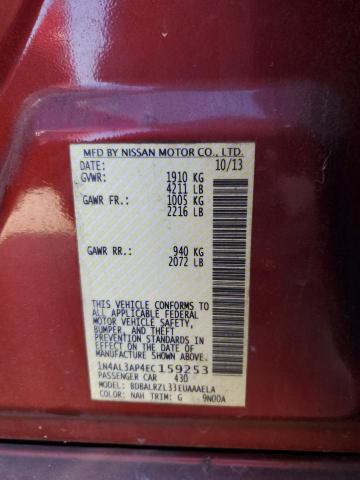 MFD BY NISSAN MOTOR CO., LTD.
DATE: 10/13
GVWR: 1910 KG
4211 LB
GAWR FR: 1005 KG
2216 LB
GAWR RR: 940 KG
2072 LB
THIS VEHICLE CONFORMS TO
ALL APPLICABLE FEDERAL
MOTOR VEHICLE SAFETY,
BUMPER, AND THEFT
PREVENTION STANDARDS IN
EFFECT ON THE DATE OF
MANUFACTURE SHOWN ABOVE.
1N4AL3AP4EC159253
PASSENGER CAR 430
MODEL: BDBALRZL33EUAAAELA
COLOR: NAH TRIM: G 9N00A